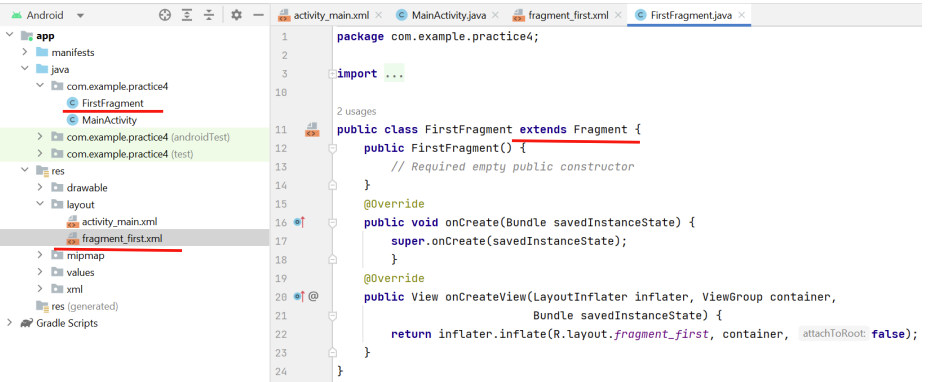 Android
app
manifests
java
com.example.practice4
FirstFragment
MainActivity
com.example.practice4 (androidTest)
com.example.practice4 (test)
res
drawable
layout
activity_main.xml
fragment_first.xml
mipmap
values
xml
res (generated)
Gradle Scripts
activity_main.xml × MainActivity.java × fragment_first.xml × FirstFragment.java ×
1 package com.example.practice4;
2
3 import ...
10
2 usages
11 public class FirstFragment extends Fragment {
12 public FirstFragment() {
13 // Required empty public constructor
14 }
15 @Override
16 public void onCreate(Bundle savedInstanceState) {
17 super.onCreate(savedInstanceState);
18 }
19 @Override
20 @ public View onCreateView(LayoutInflater inflater, ViewGroup container,
21 Bundle savedInstanceState) {
22 return inflater.inflate(R.layout.fragment_first, container, attachToRoot: false);
23 }
24 }